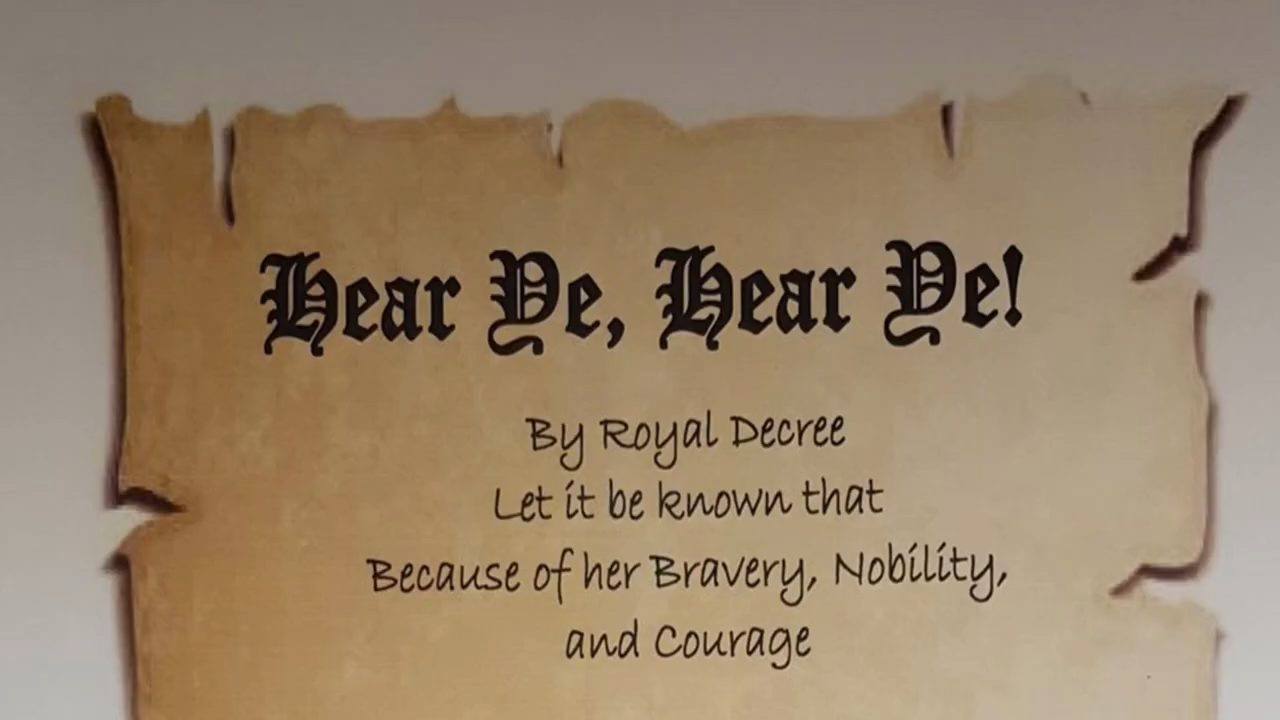 Hear Ye, Hear Ye!
By Royal Decree
Let it be known that
Because of her Bravery, Nobility,
and Courage